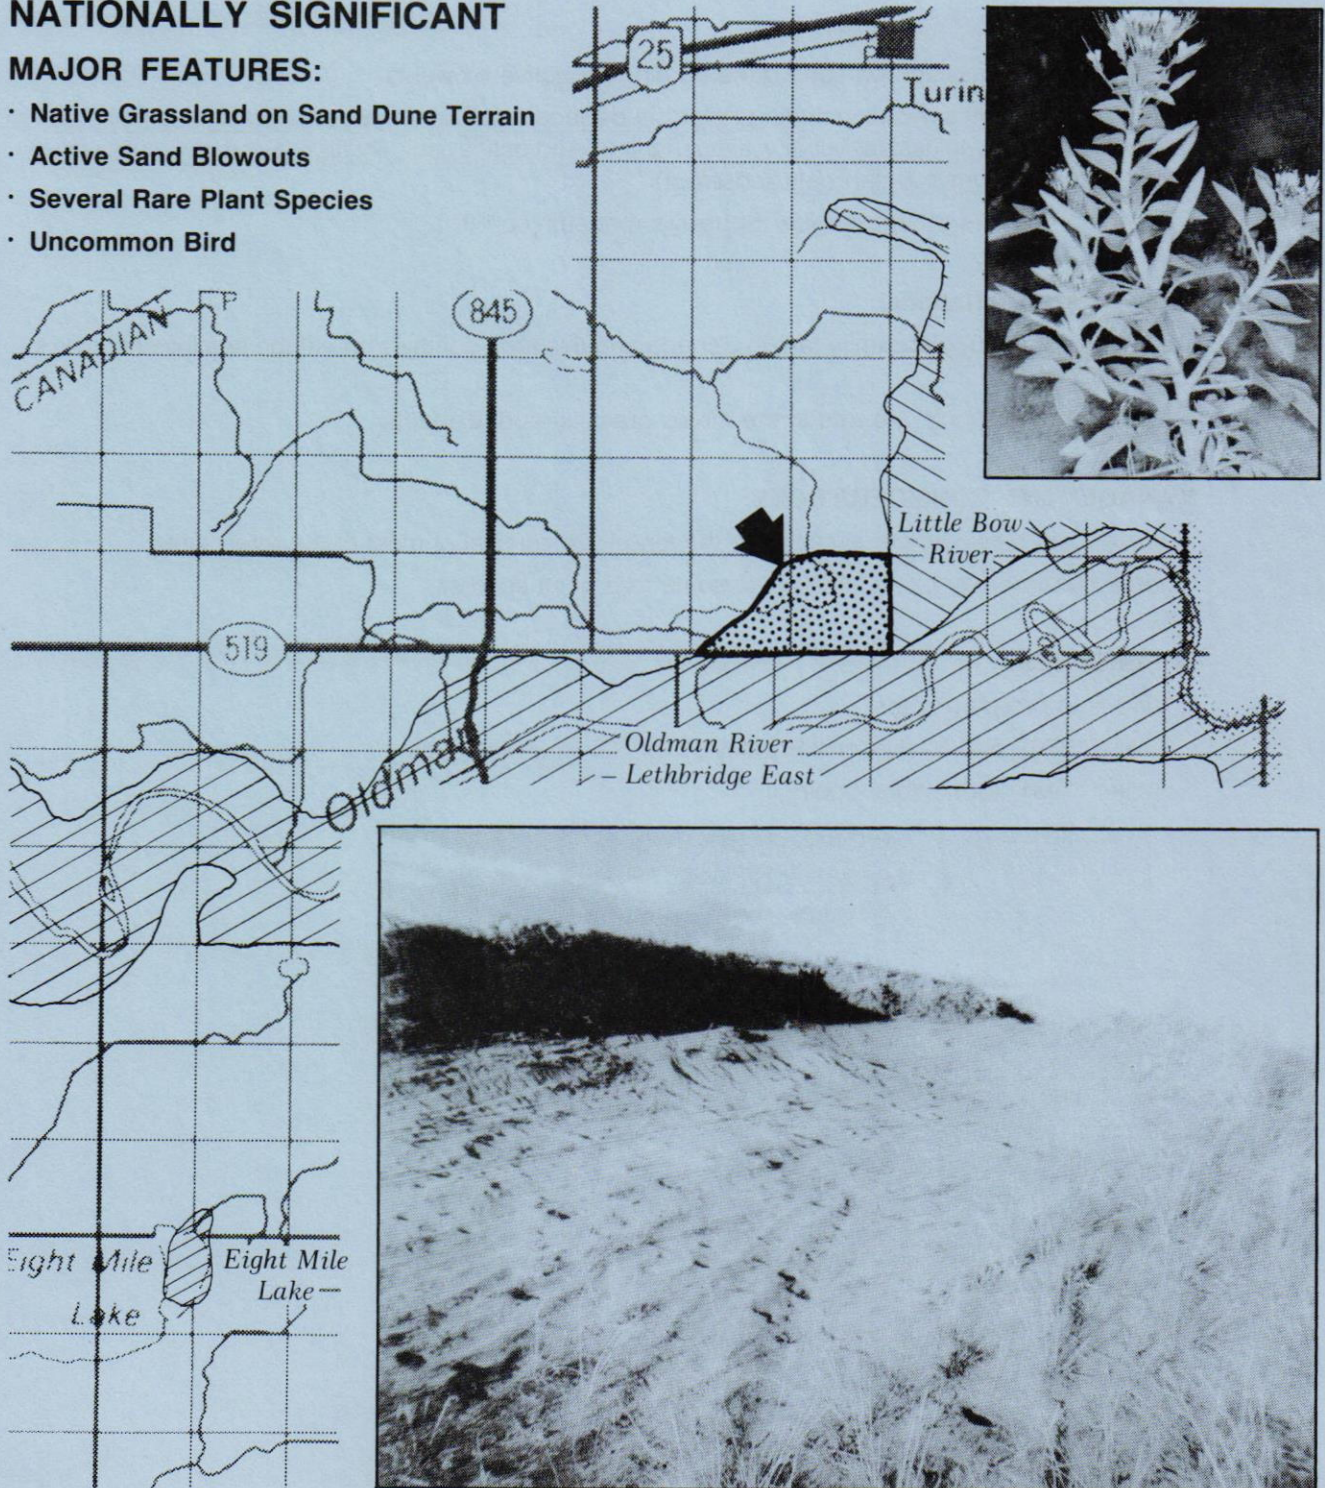 NATIONALLY SIGNIFICANT
MAJOR FEATURES:
· Native Grassland on Sand Dune Terrain
· Active Sand Blowouts
· Several Rare Plant Species
· Uncommon Bird
25
P
Turin
CANADIAN
P
845
Little Bow
River
519
Oldman
Oldman River
– Lethbridge East
Eight Mile
Lake
Eight Mile
Lake